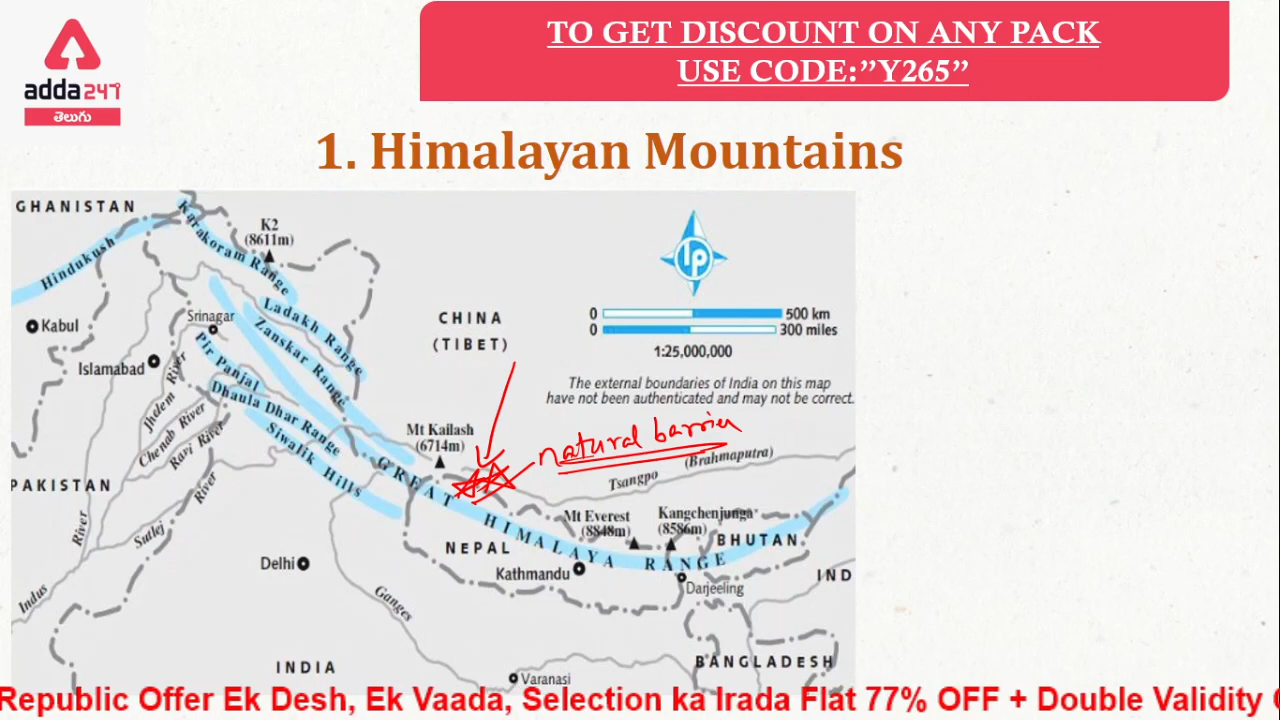 TO GET DISCOUNT ON ANY PACK
USE CODE:”Y265”
adda247
తెలుగు
1. Himalayan Mountains
GHANISTAN
K2
(8611m)
Karakoram Range
Hindukush
CHINA
(TIBET)
0 500 km
0 300 miles
1:25,000,000
The external boundaries of India on this map
have not been authenticated and may not be correct.
Ladakh Range
Zanskar Range
Srinagar
Kabul
Islamabad
Pir Panjal
Dhaula Dhar Range
Siwalik Hills
Jhelem River
Chenab River
Ravi River
Mt Kailash
(6714m)
natural barrier
Tsangpo (Brahmaputra)
PAKISTAN
River
Sutlej River
Indus
GREAT HIMALAYA RANGE
Mt Everest
(8848m)
Kangchenjunga
(8586m)
BHUTAN
NEPAL
Kathmandu
Darjeeling
IND
Delhi
Ganges
INDIA
Varanasi
BANGLADESH
Republic Offer Ek Desh, Ek Vaada, Selection ka Irada Flat 77% OFF + Double Validity